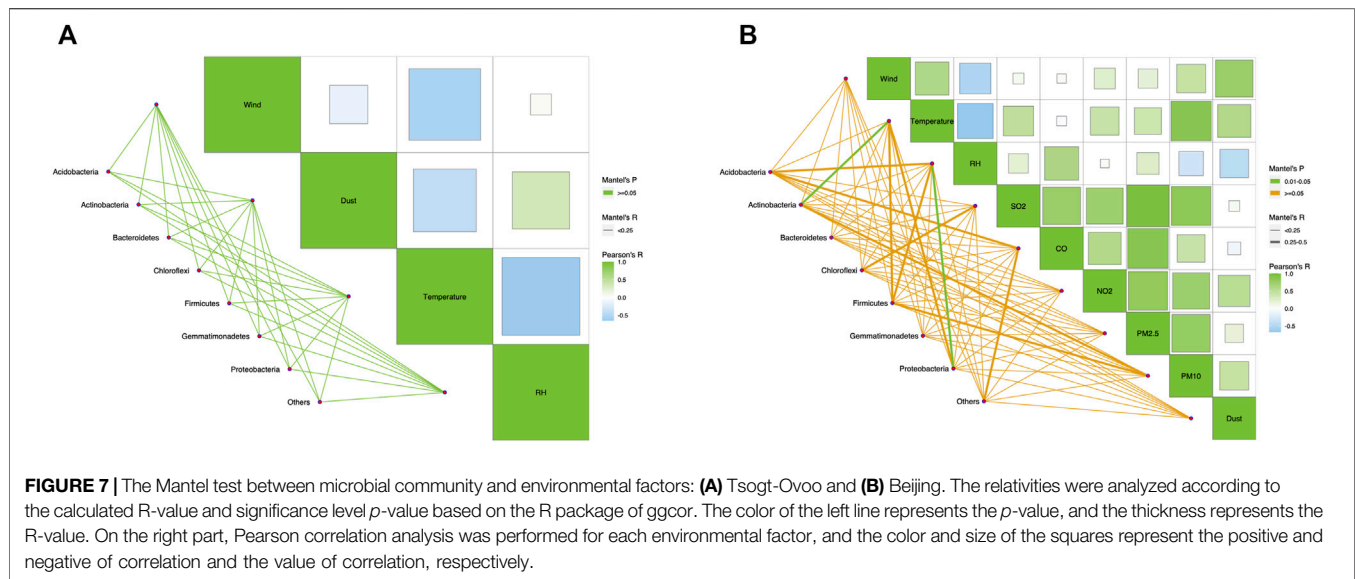 A
Wind
Dust
Temperature
RH
Acidobacteria
Actinobacteria
Bacteroidetes
Chloroflexi
Firmicutes
Gemmatimonadetes
Proteobacteria
Others
Mantel's P
>=0.05
Mantel's R
<0.25
Pearson's R
1.0
0.5
0.0
-0.5
B
Wind
Temperature
RH
SO2
CO
NO2
PM2.5
PM10
Dust
Acidobacteria
Actinobacteria
Bacteroidetes
Chloroflexi
Firmicutes
Gemmatimonadetes
Proteobacteria
Others
Mantel's P
0.01-0.05
>=0.05
Mantel's R
<0.25
0.25-0.5
Pearson's R
1.0
0.5
0.0
-0.5
FIGURE 7 | The Mantel test between microbial community and environmental factors: (A) Tsogt-Ovoo and (B) Beijing. The relativities were analyzed according to
the calculated R-value and significance level p-value based on the R package of ggcor. The color of the left line represents the p-value, and the thickness represents the
R-value. On the right part, Pearson correlation analysis was performed for each environmental factor, and the color and size of the squares represent the positive and
negative of correlation and the value of correlation, respectively.